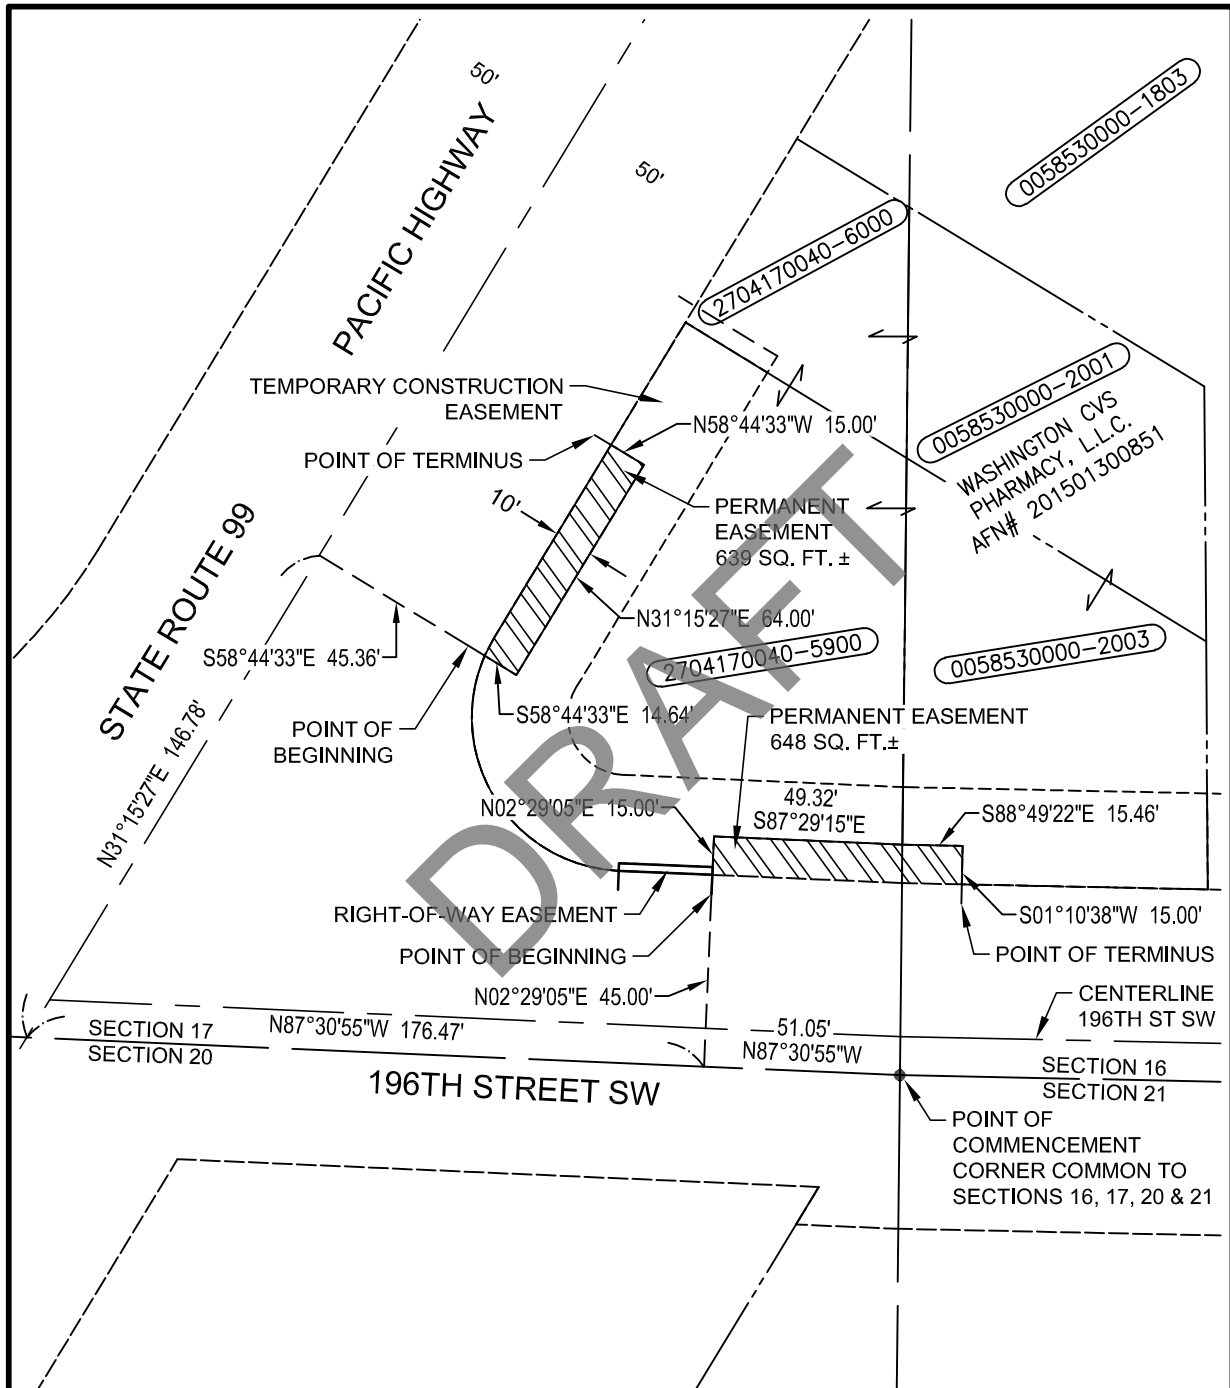 50'
PACIFIC HIGHWAY
50'
0058530000-1803
2704170040-6000
TEMPORARY CONSTRUCTION
EASEMENT
N58°44'33"W 15.00'
0058530000-2001
WASHINGTON CVS
PHARMACY, L.L.C.
AFN# 201501300851
POINT OF TERMINUS
10'
PERMANENT
EASEMENT
639 SQ. FT. ±
STATE ROUTE 99
N31°15'27"E 64.00'
2704170040-5900
0058530000-2003
S58°44'33"E 45.36'
S58°44'33"E 14.64'
POINT OF
BEGINNING
PERMANENT EASEMENT
648 SQ. FT.±
N31°15'27"E 146.78'
N02°29'05"E 15.00'
49.32'
S87°29'15"E
S88°49'22"E 15.46'
DRAFT
RIGHT-OF-WAY EASEMENT
S01°10'38"W 15.00'
POINT OF BEGINNING
POINT OF TERMINUS
N02°29'05"E 45.00'
CENTERLINE
196TH ST SW
SECTION 17
SECTION 20
N87°30'55"W 176.47'
51.05'
N87°30'55"W
SECTION 16
SECTION 21
196TH STREET SW
POINT OF
COMMENCEMENT
CORNER COMMON TO
SECTIONS 16, 17, 20 & 21